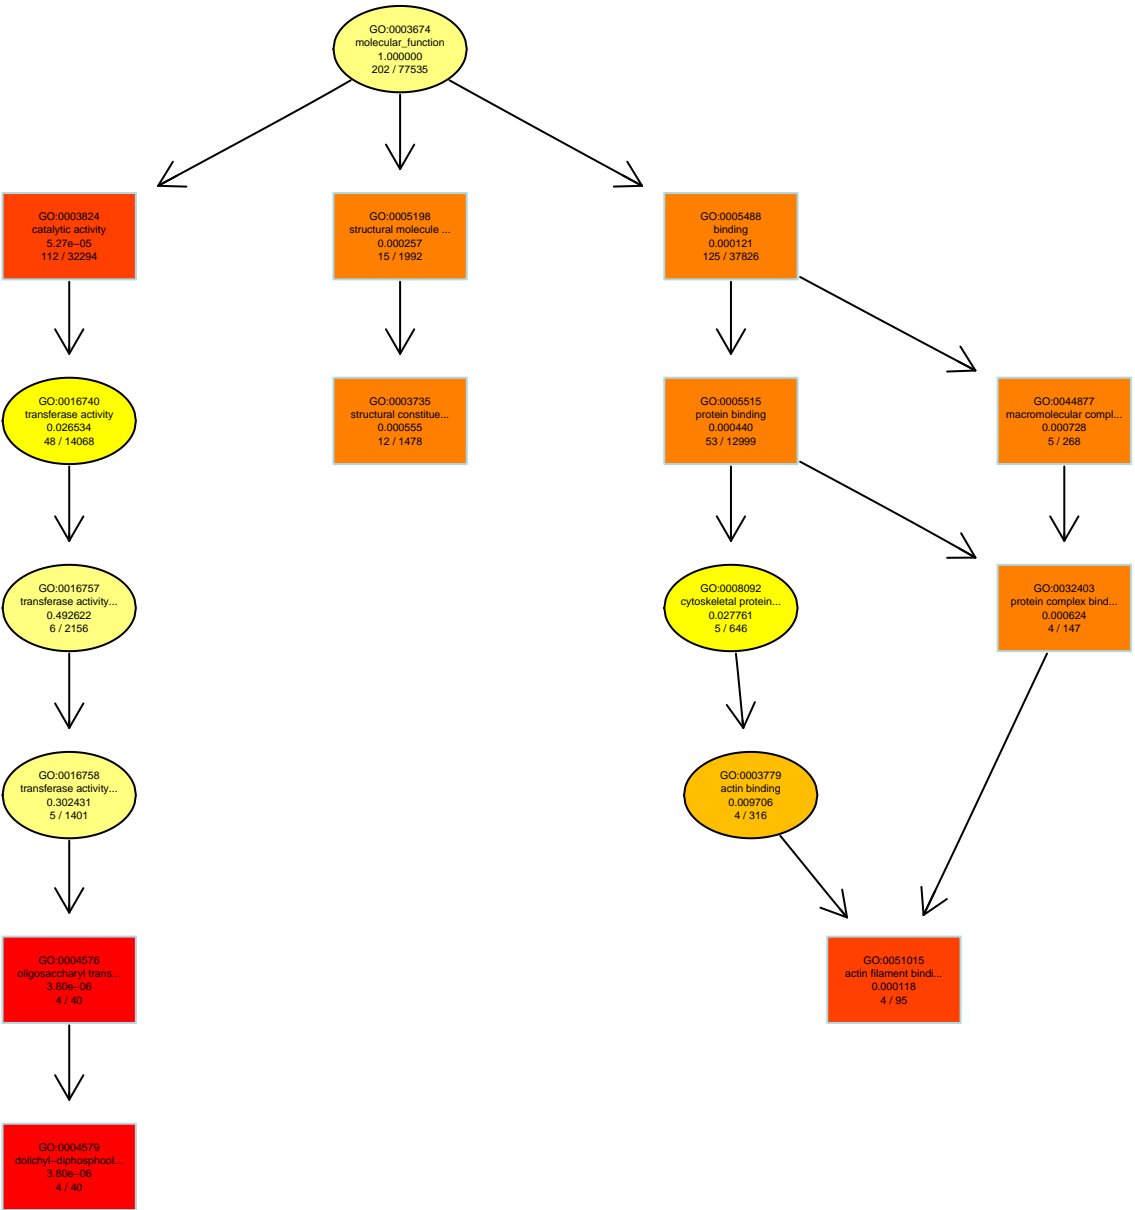 GO:0003674
molecular_function
1.000000
202 / 77535
GO:0003824
catalytic activity
5.27e−05
112 / 32294
GO:0005198
structural molecule ...
0.000257
15 / 1992
GO:0005488
binding
0.000121
125 / 37826
GO:0016740
transferase activity
0.026534
48 / 14068
GO:0003735
structural constitue...
0.000555
12 / 1478
GO:0005515
protein binding
0.000440
53 / 12999
GO:0044877
macromolecular compl...
0.000728
5 / 268
GO:0016757
transferase activity...
0.492622
6 / 2156
GO:0008092
cytoskeletal protein...
0.027761
5 / 646
GO:0032403
protein complex bind...
0.000624
4 / 147
GO:0016758
transferase activity...
0.302431
5 / 1401
GO:0003779
actin binding
0.009706
4 / 316
GO:0004576
oligosaccharyl trans...
3.80e−06
4 / 40
GO:0051015
actin filament bindi...
0.000118
4 / 95
GO:0004579
dolichyl−diphosphool...
3.80e−06
4 / 40